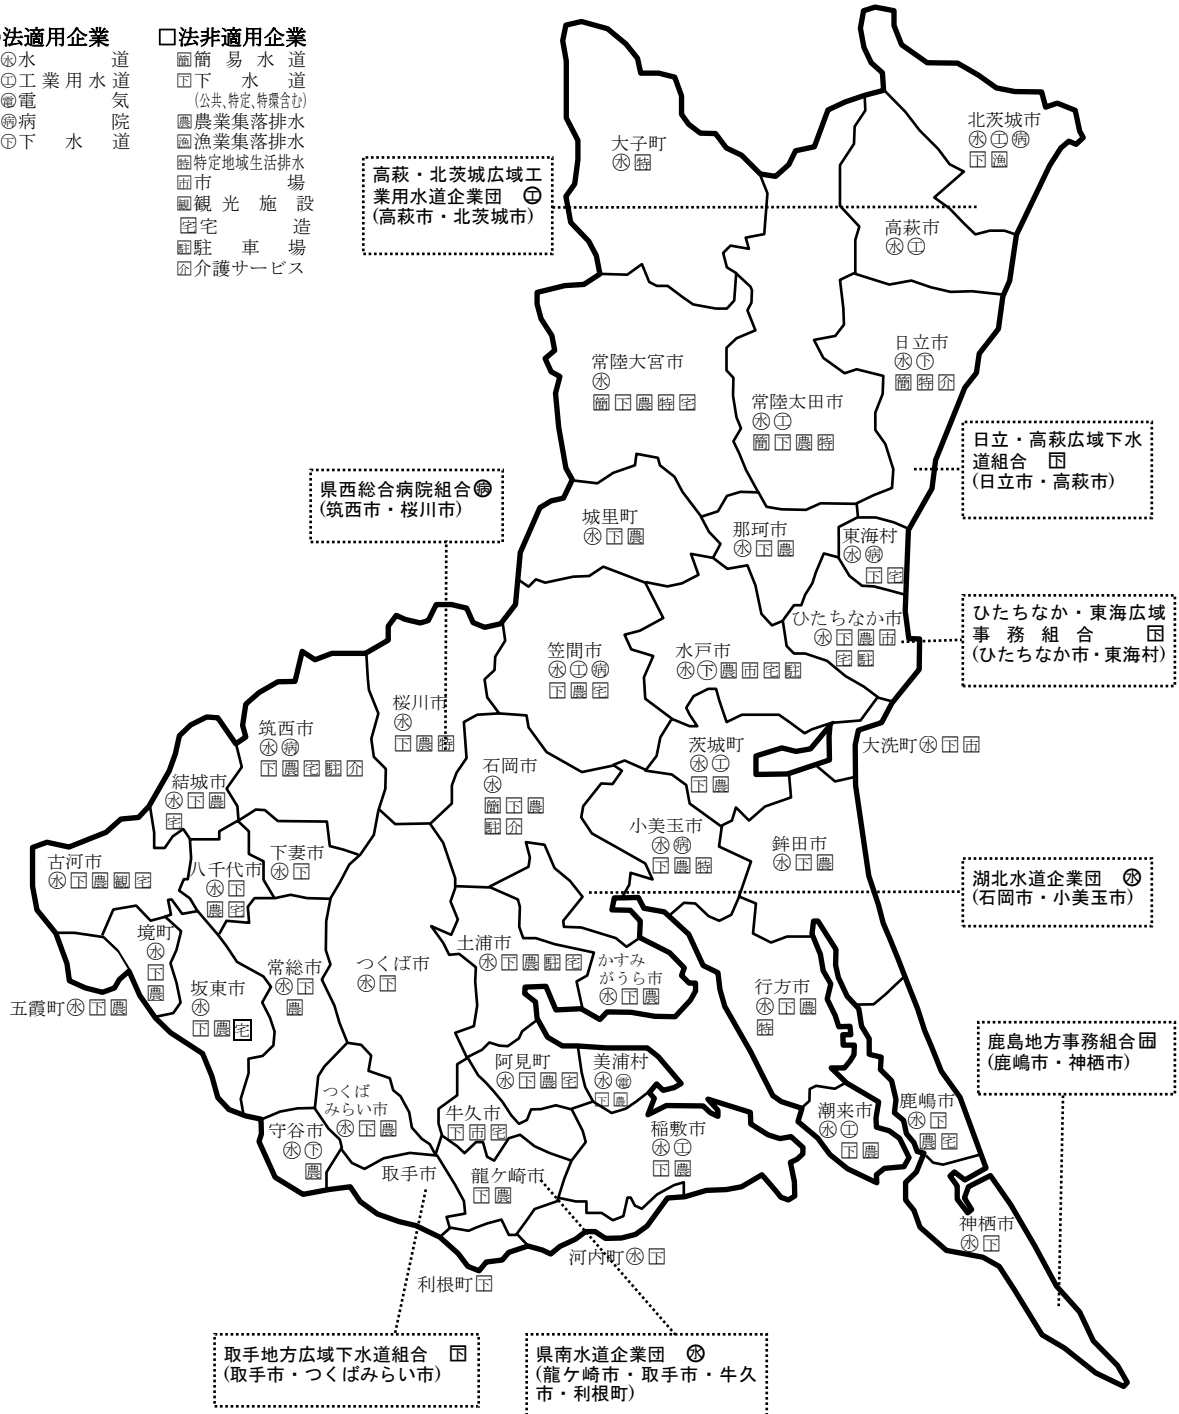 法適用企業
㊌水道
工工業用水道
電電気
病病院
下下水道
□法非適用企業
簡簡易水道
下下水道
(公共、特定、特環含む)
農農業集落排水
漁漁業集落排水
特特定地域生活排水
市市場
観観光施設
宅宅造
駐駐車場
介介護サービス
大子町
㊌特
北茨城市
㊌工病
下漁
高萩・北茨城広域工
業用水道企業団 工
(高萩市・北茨城市)
高萩市
㊌工
日立市
㊌下
簡特介
常陸大宮市
㊌
簡下農特宅
常陸太田市
㊌工
簡下農特
日立・高萩広域下水
道組合 下
(日立市・高萩市)
県西総合病院組合病
(筑西市・桜川市)
城里町
㊌下農
那珂市
㊌下農
東海村
㊌病
下宅
ひたちなか・東海広域
事務組合 下
(ひたちなか市・東海村)
ひたちなか市
㊌下農市
宅駐
笠間市
㊌工病
下農宅
水戸市
㊌下農市宅駐
桜川市
㊌
下農特
筑西市
㊌病
下農宅駐介
茨城町
㊌工
下農
大洗町㊌下市
石岡市
㊌
簡下農
駐介
結城市
㊌下農
宅
小美玉市
㊌病
下農特
鉾田市
㊌下農
古河市
㊌下農観宅
八千代市
㊌下
農宅
下妻市
㊌下
湖北水道企業団 ㊌
(石岡市・小美玉市)
境町
㊌
下
農
土浦市
㊌下農駐宅
かすみ
がうら市
㊌下農
常総市
㊌下
農
つくば市
㊌下
坂東市
㊌
下農宅
行方市
㊌下農
特
五霞町㊌下農
鹿島地方事務組合市
(鹿嶋市・神栖市)
阿見町
㊌下農宅
美浦村
㊌電
下農
つくば
みらい市
㊌下農
牛久市
下市宅
潮来市
㊌工
下農
鹿嶋市
㊌下
農宅
守谷市
㊌下
農
稲敷市
㊌工
下農
取手市
龍ケ崎市
下農
神栖市
㊌下
河内町㊌下
利根町下
取手地方広域下水道組合 下
(取手市・つくばみらい市)
県南水道企業団 ㊌
(龍ケ崎市・取手市・牛久
市・利根町)